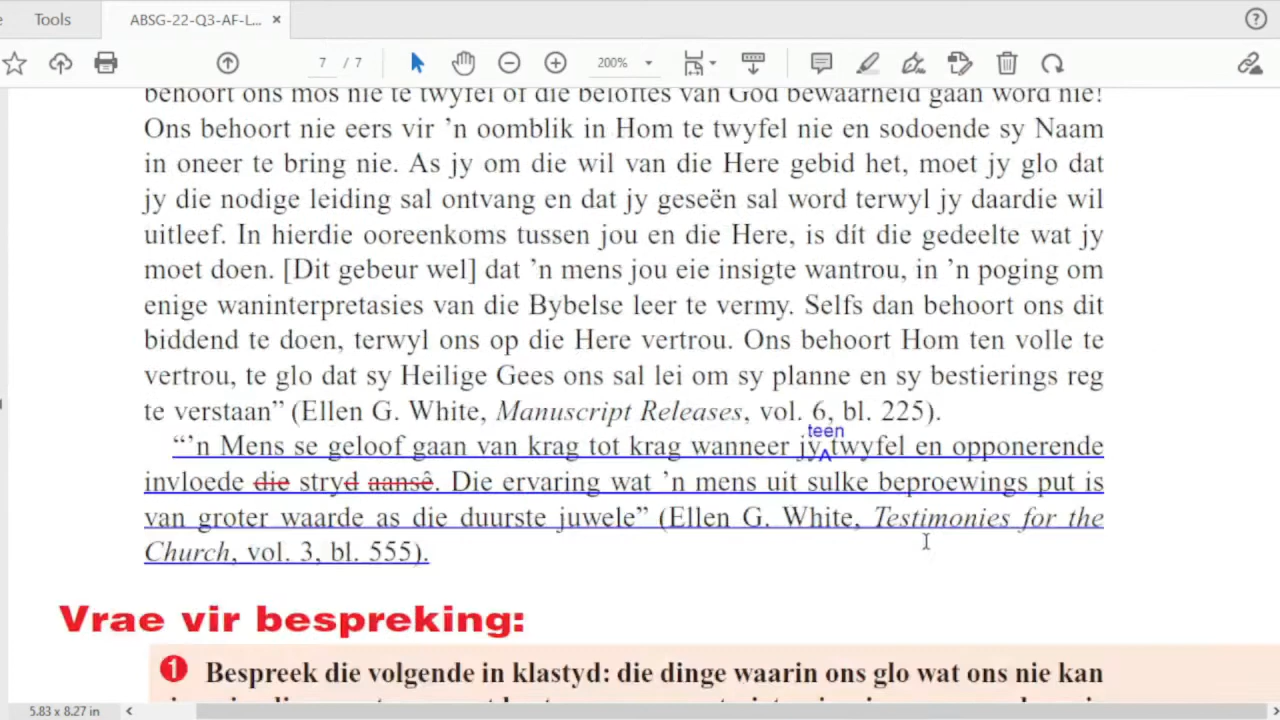 Tools
ABSG-22-Q3-AF-L... ×
7 / 7
200%
behoort ons mos nie te twyfel of die beloftes van God bewaarheid gaan word nie!
Ons behoort nie eers vir ’n oomblik in Hom te twyfel nie en sodoende sy Naam
in oneer te bring nie. As jy om die wil van die Here gebid het, moet jy glo dat
jy die nodige leiding sal ontvang en dat jy geseën sal word terwyl jy daardie wil
uitleef. In hierdie ooreenkoms tussen jou en die Here, is dít die gedeelte wat jy
moet doen. [Dit gebeur wel] dat ’n mens jou eie insigte wantrou, in ’n poging om
enige waninterpretasies van die Bybelse leer te vermy. Selfs dan behoort ons dit
biddend te doen, terwyl ons op die Here vertrou. Ons behoort Hom ten volle te
vertrou, te glo dat sy Heilige Gees ons sal lei om sy planne en sy bestierings reg
te verstaan” (Ellen G. White, Manuscript Releases, vol. 6, bl. 225).
teen
“’n Mens se geloof gaan van krag tot krag wanneer jy twyfel en opponerende
invloede die stryd aansê. Die ervaring wat ’n mens uit sulke beproewings put is
van groter waarde as die duurste juwele” (Ellen G. White, Testimonies for the
Church, vol. 3, bl. 555).
Vrae vir bespreking:
1 Bespreek die volgende in klastyd: die dinge waarin ons glo wat ons nie kan
5.83 x 8.27 in